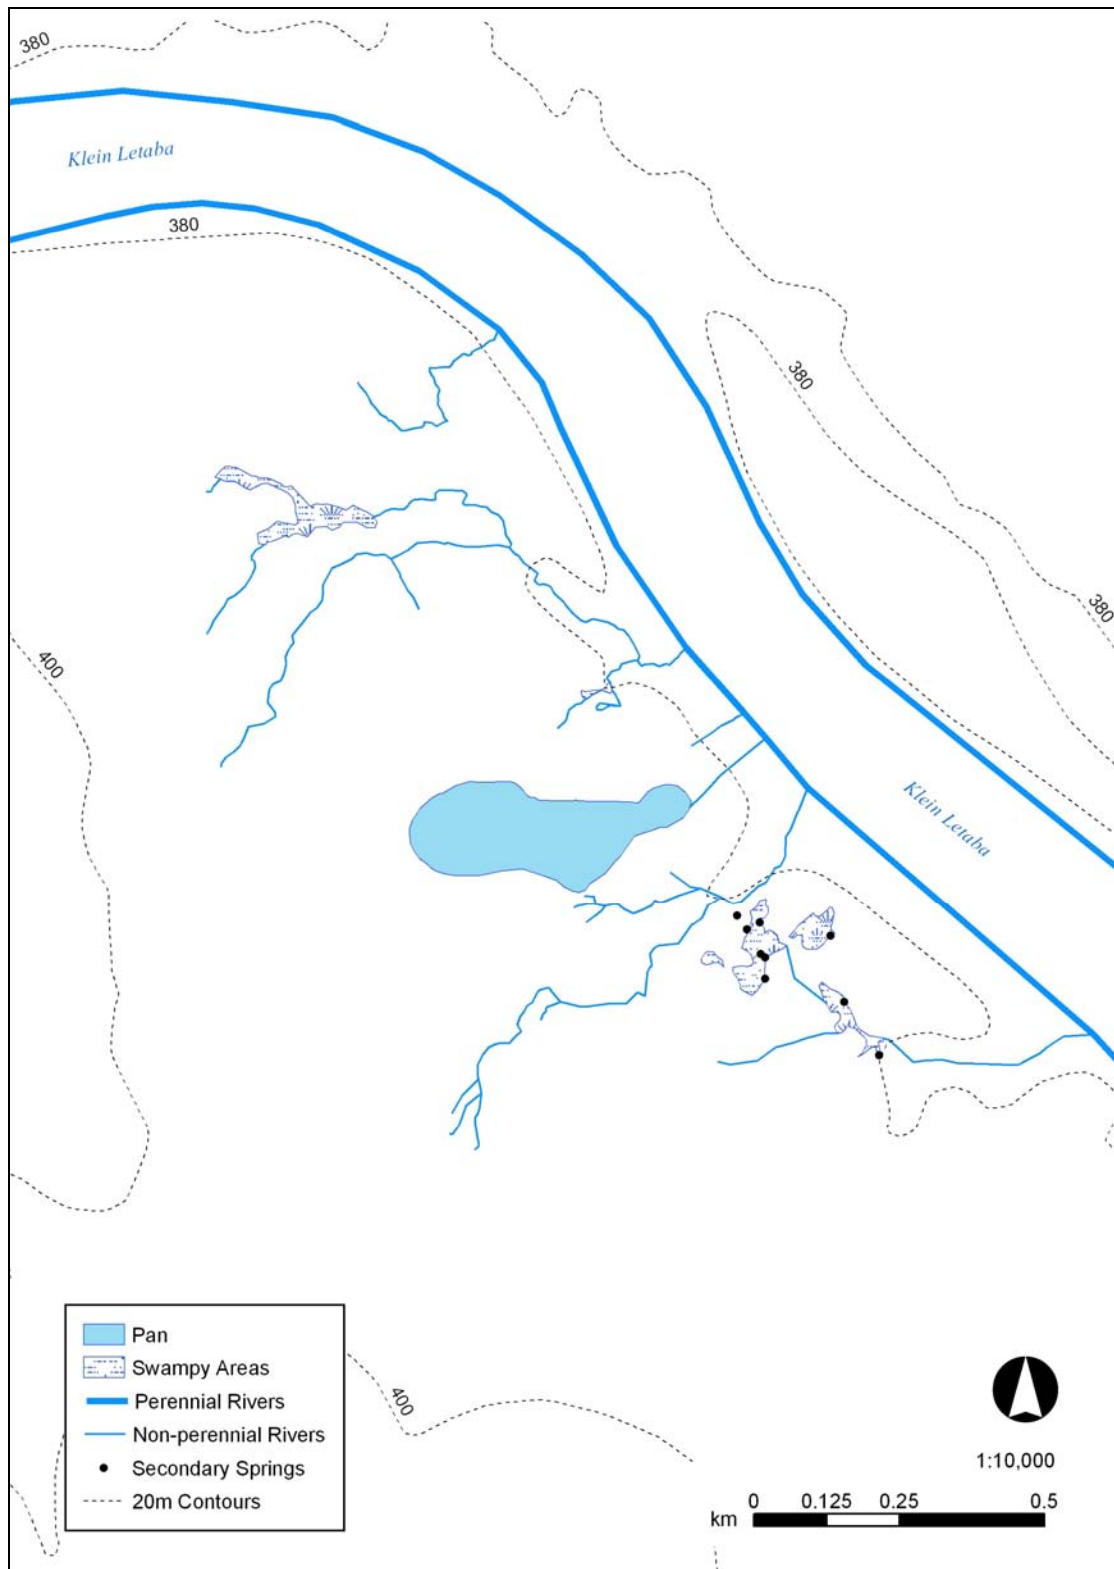 380
Klein Letaba
380
380
380
400
Klein Letaba
Pan
Swampy Areas
Perennial Rivers
Non-perennial Rivers
Secondary Springs
20m Contours
400
1:10,000
km 0 0.125 0.25 0.5